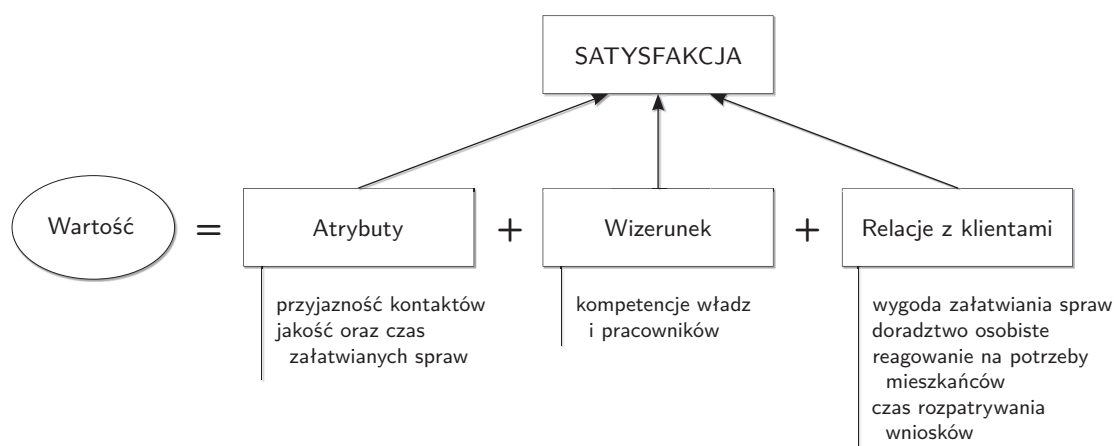 SATYSFAKCJA
Wartość = Atrybuty + Wizerunek + Relacje z klientami
przyjazność kontaktów
jakość oraz czas
załatwianych spraw
kompetencje władz
i pracowników
wygoda załatwiania spraw
doradztwo osobiste
reagowanie na potrzeby
mieszkańców
czas rozpatrywania
wniosków